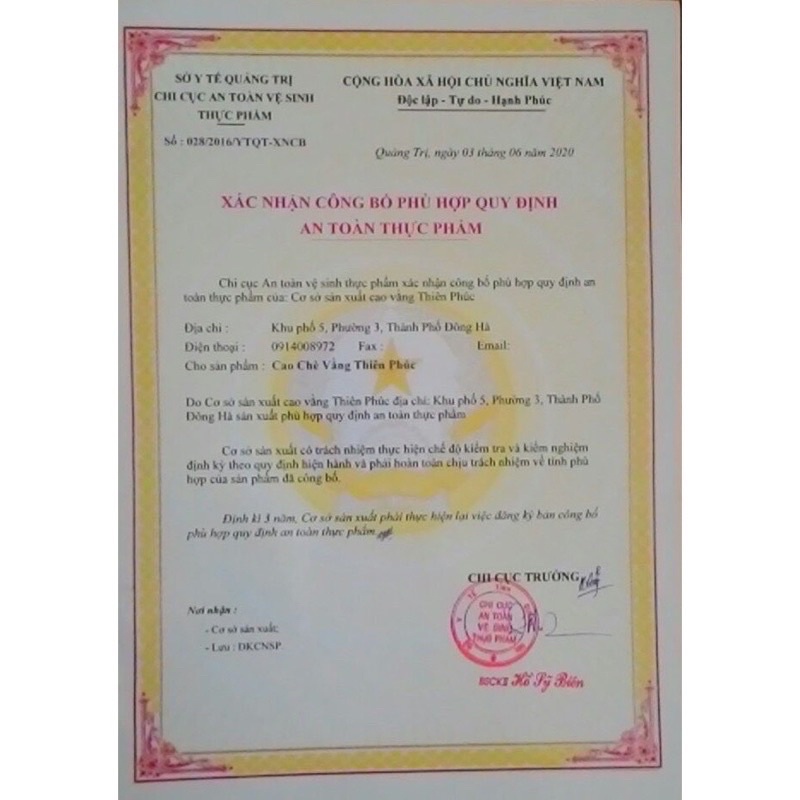 SỞ Y TẾ QUẢNG TRỊ
CHI CỤC AN TOÀN VỆ SINH
THỰC PHẨM
Số : 028/2016/YTQT-XNCB
CỘNG HÒA XÃ HỘI CHỦ NGHĨA VIỆT NAM
Độc lập - Tự do - Hạnh Phúc
Quảng Trị, ngày 03 tháng 06 năm 2020
XÁC NHẬN CÔNG BỐ PHÙ HỢP QUY ĐỊNH
AN TOÀN THỰC PHẨM
Chi cục An toàn vệ sinh thực phẩm xác nhận công bố phù hợp quy định an
toàn thực phẩm của: Cơ sở sản xuất cao vằng Thiên Phúc
Địa chỉ : Khu phố 5, Phường 3, Thành Phố Đông Hà
Điện thoại : 0914008972 Fax : Email:
Cho sản phẩm : Cao Chè Vằng Thiên Phúc
Do Cơ sở sản xuất cao vằng Thiên Phúc địa chỉ: Khu phố 5, Phường 3, Thành Phố
Đông Hà sản xuất phù hợp quy định an toàn thực phẩm
Cơ sở sản xuất có trách nhiệm thực hiện chế độ kiểm tra và kiểm nghiệm
định kỳ theo quy định hiện hành và phải hoàn toàn chịu trách nhiệm về tính phù
hợp của sản phẩm đã công bố.
Định kì 3 năm, Cơ sở sản xuất phải thực hiện lại việc đăng ký bản công bố
phù hợp quy định an toàn thực phẩm
CHI CỤC TRƯỞNG
CHI CỤC
AN TOÀN
VỆ SINH
THỰC PHẨM
BSCKII Hồ Sỹ Biên
Nơi nhận :
- Cơ sở sản xuất;
- Lưu : DKCNSP.